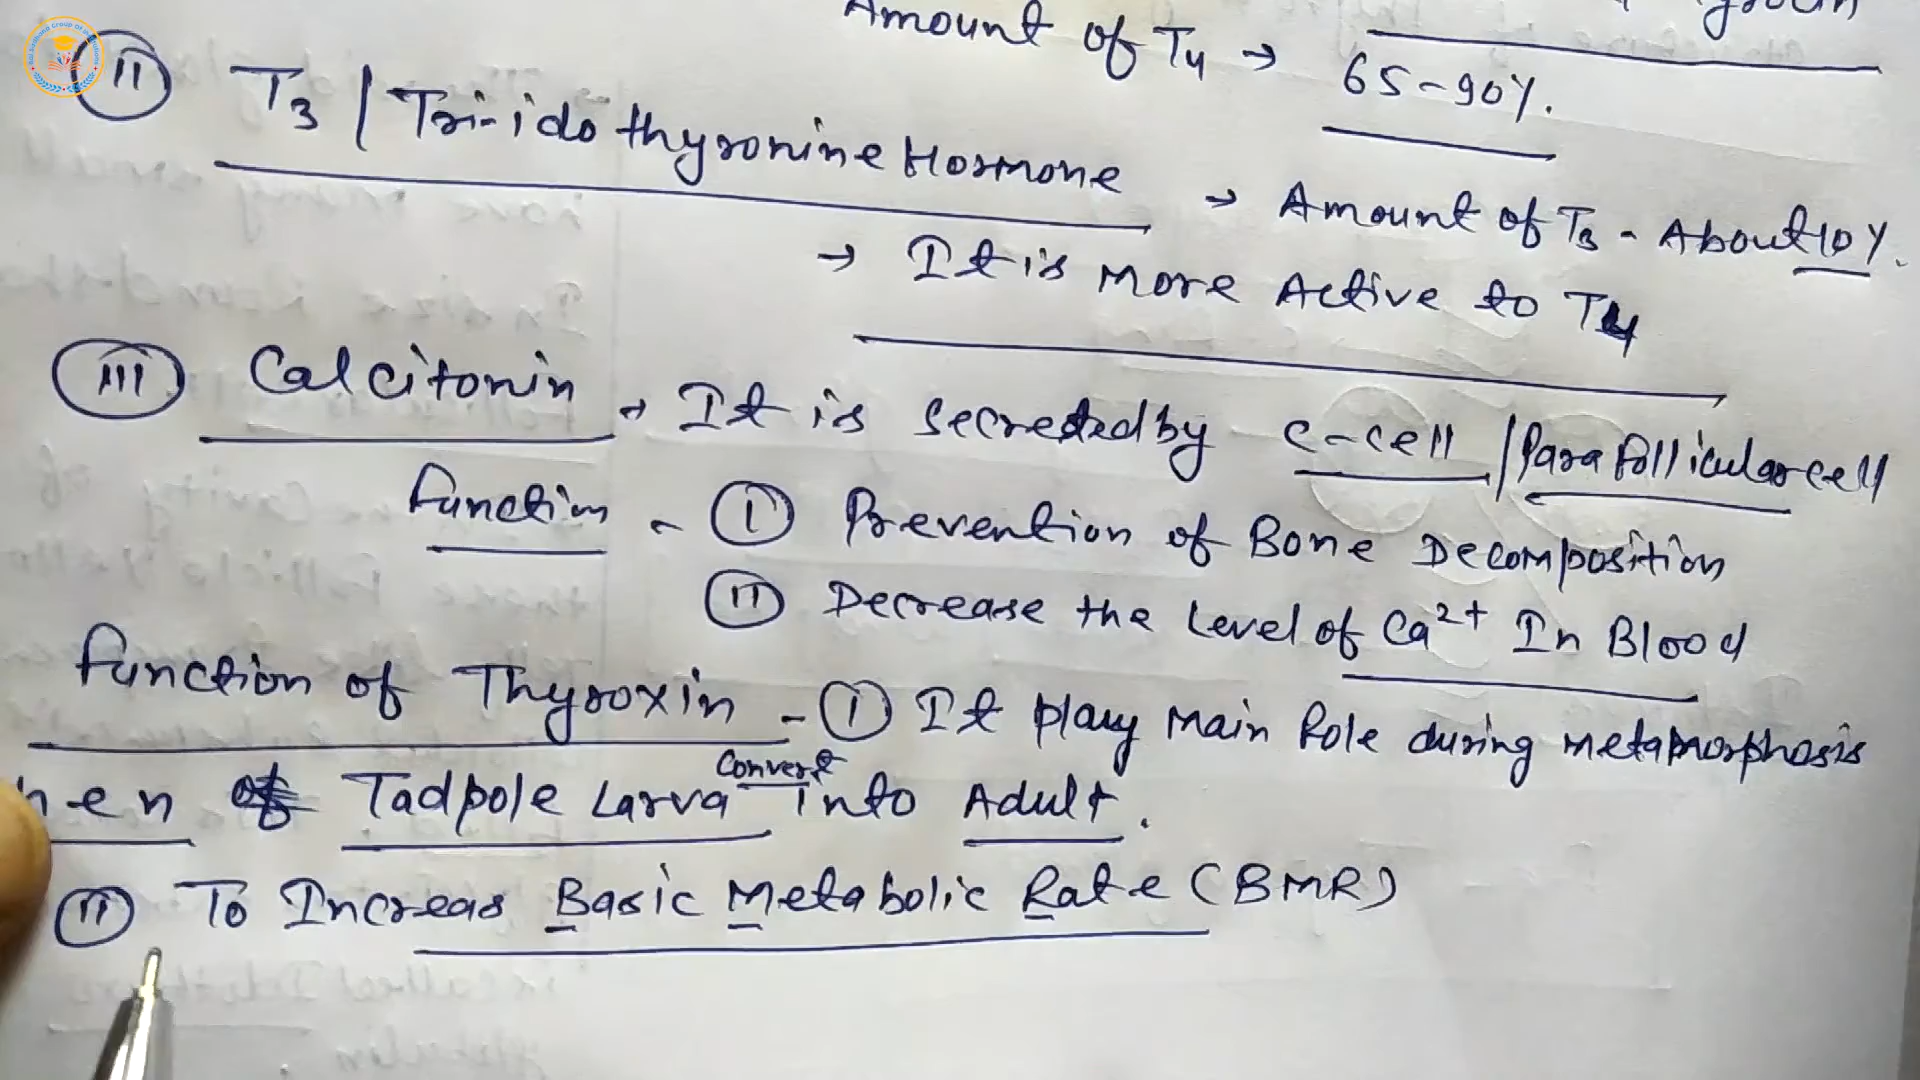 Amount of T4 → 65-90%.
II T3 / Tri-ido thyronine Hormone → Amount of T3 - About 10%.
→ It is more Active to T4
III Calcitonin → It is secreted by C-cell / Parafollicular cell
Function - I Prevention of Bone Decomposition
II Decrease the Level of Ca2+ In Blood
Function of Thyroxin - I It play main Role during metamorphosis
hen Tadpole Larva Convert into Adult.
II To Increas Basic Metabolic Rate (BMR)